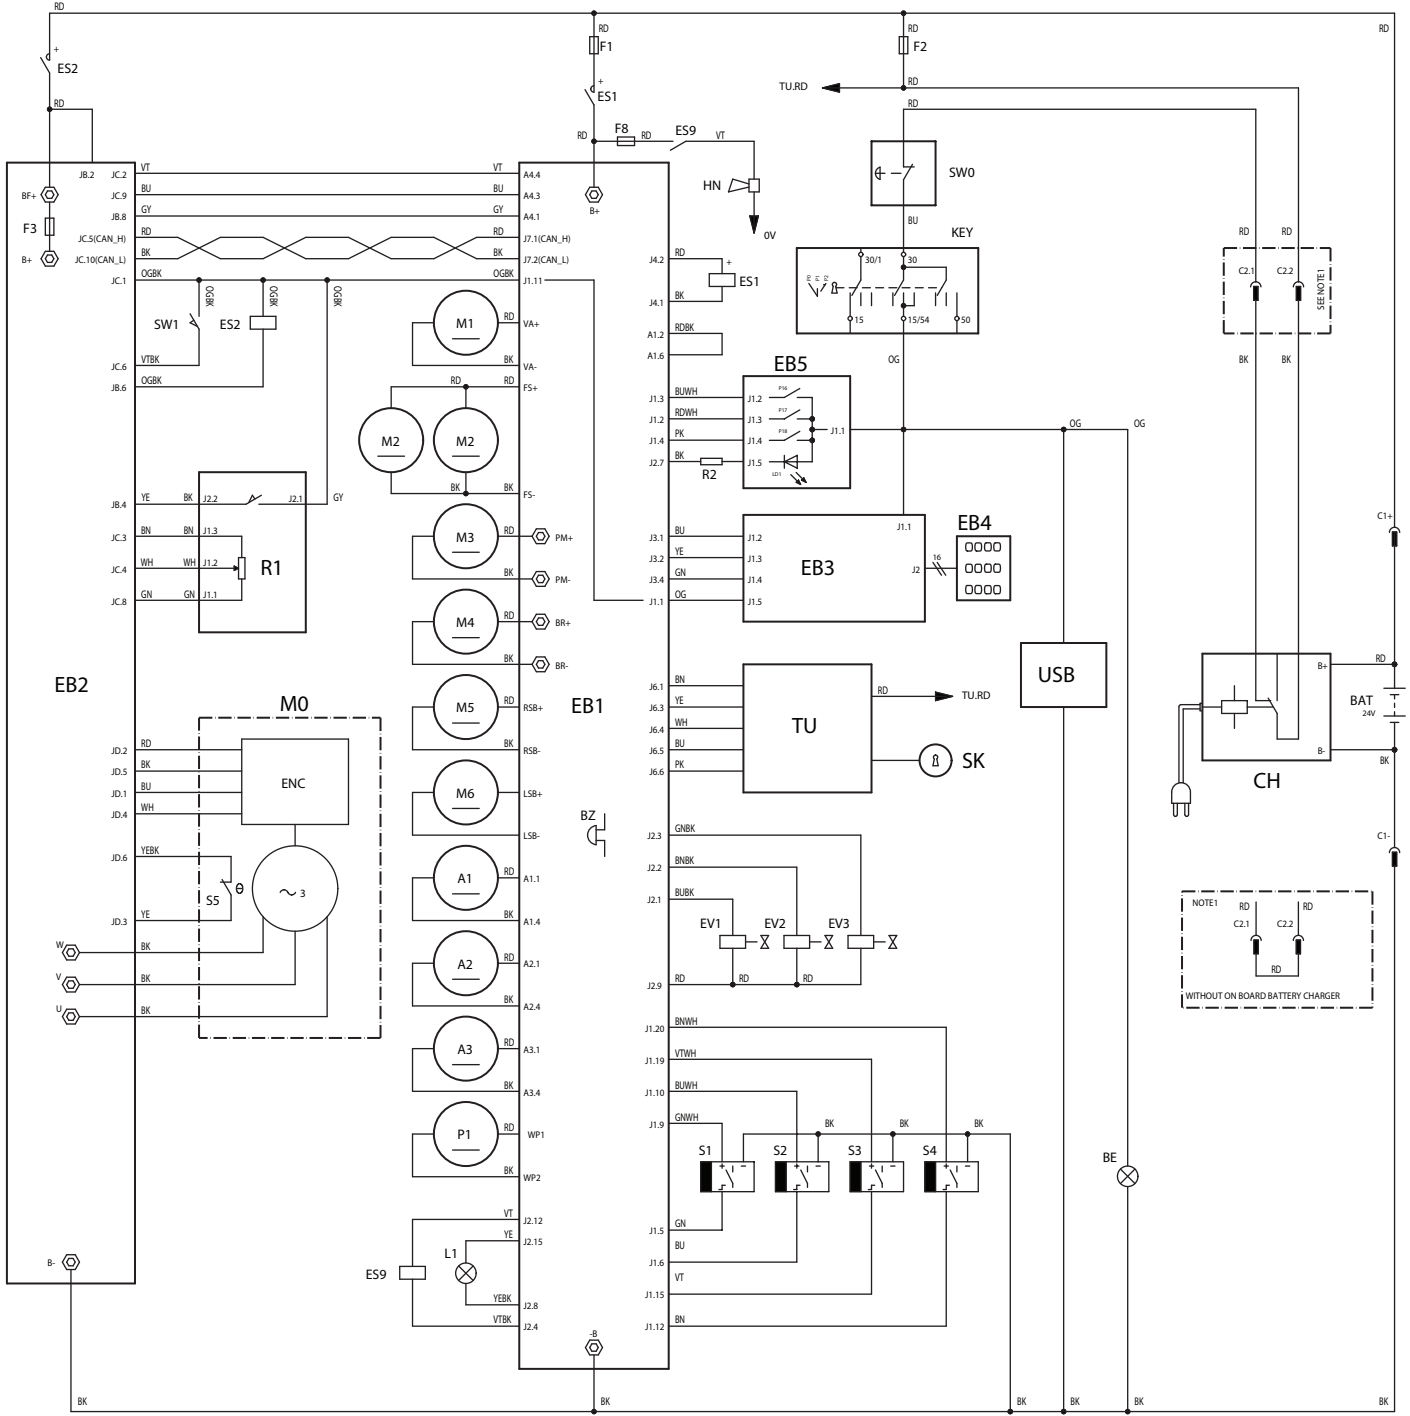 RD RD RD RD
+ ES2 F1 F2
RD TU.RD RD
+ ES1 RD
RD F8 RD ES9 VT
SW0
JB.2 JC.2 VT VT A4.4
BF+ JC.9 BU BU A4.3 HN
B+
F3 JB.8 GY GY A4.1 BU
0V KEY
JC.5(CAN_H) RD RD J7.1(CAN_H) RD RD
B+ JC.10(CAN_L) BK BK J7.2(CAN_L) J4.2 RD + 30/1 30
JC.1 OGBK OGBK J1.11 ES1 P0 P1 P2 C2.1 C2.2 SEE NOTE1
OGBK OGBK OGBK J4.1 BK
SW1 ES2 M1 RD VA+ 15 15/54 50
A1.2 RDBK
JC.6 VTBK BK VA- A1.6 OG BK BK
JB.6 OGBK RD RD FS+ EB5
J1.3 BUWH J1.2 P16
J1.2 RDWH J1.3 P17
M2 M2 J1.4 PK J1.4 P18 J1.1 OG OG
J2.7 BK R2 J1.5 LD1
BK BK FS-
JB.4 YE BK J2.2 J2.1 GY
C1+
JC.3 BN BN J1.3 M3 RD PM+ J3.1 BU J1.2 J1.1 EB4
J3.2 YE J1.3
JC.4 WH WH J1.2 R1 BK PM- J3.4 GN J1.4 EB3 J2 16
JC.8 GN GN J1.1 J1.1 OG J1.5
M4 RD BR+
BK BR- B+ RD
EB2 USB
M0 M5 RD RSB+ EB1 J6.1 BN RD TU.RD BAT
J6.3 YE 24V
J6.4 WH TU
JD.2 RD BK RSB- J6.5 BU B- BK
JD.5 BK J6.6 PK SK
JD.1 BU ENC M6 LSB+ CH
JD.4 WH BZ
LSB- J2.3 GNBK C1-
JD.6 YEBK J2.2 BNBK
A1 RD A1.1
S5 θ 3 J2.1 BUBK
JD.3 YE BK A1.4 EV1 EV2 EV3 NOTE1 RD RD
C2.1 C2.2
W BK A2 RD A2.1
V BK J2.9 RD RD RD RD
BK A2.4 WITHOUT ON BOARD BATTERY CHARGER
U BK J1.20 BNWH
A3 RD A3.1 J1.19 VTWH
BK A3.4 J1.10 BUWH
J1.9 GNWH
P1 RD WP1 BK BK BK
S1 S2 S3 S4 BE
+ - + - + - + -
BK WP2
VT J2.12 J1.5 GN
YE J2.15 BU
B- L1 J1.6
ES9 VT
YEBK J2.8 J1.15
VTBK J2.4 J1.12 BN
-B
BK BK BK BK BK BK